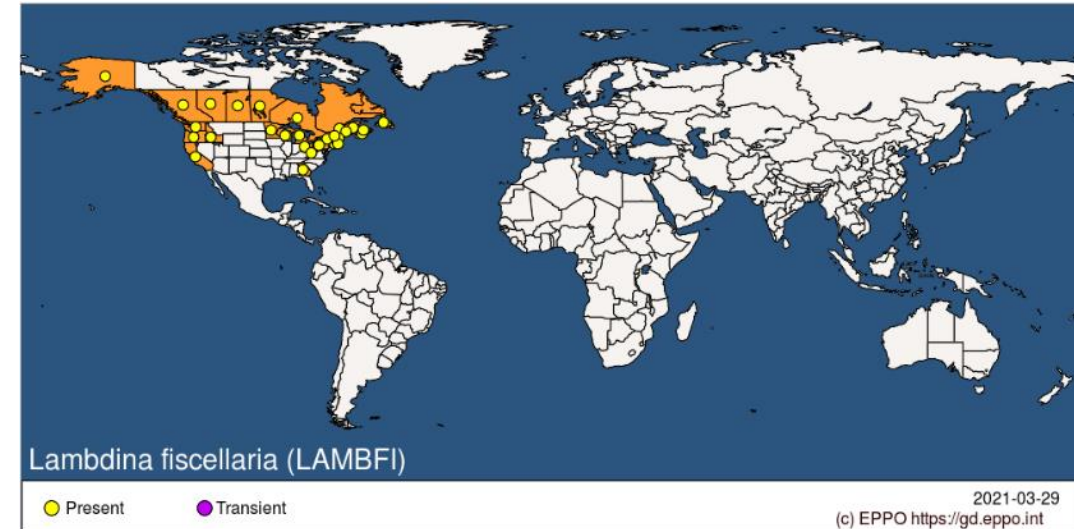 Lambdina fiscellaria (LAMBFI)
Present
Transient
2021-03-29
(c) EPPO https://gd.eppo.int